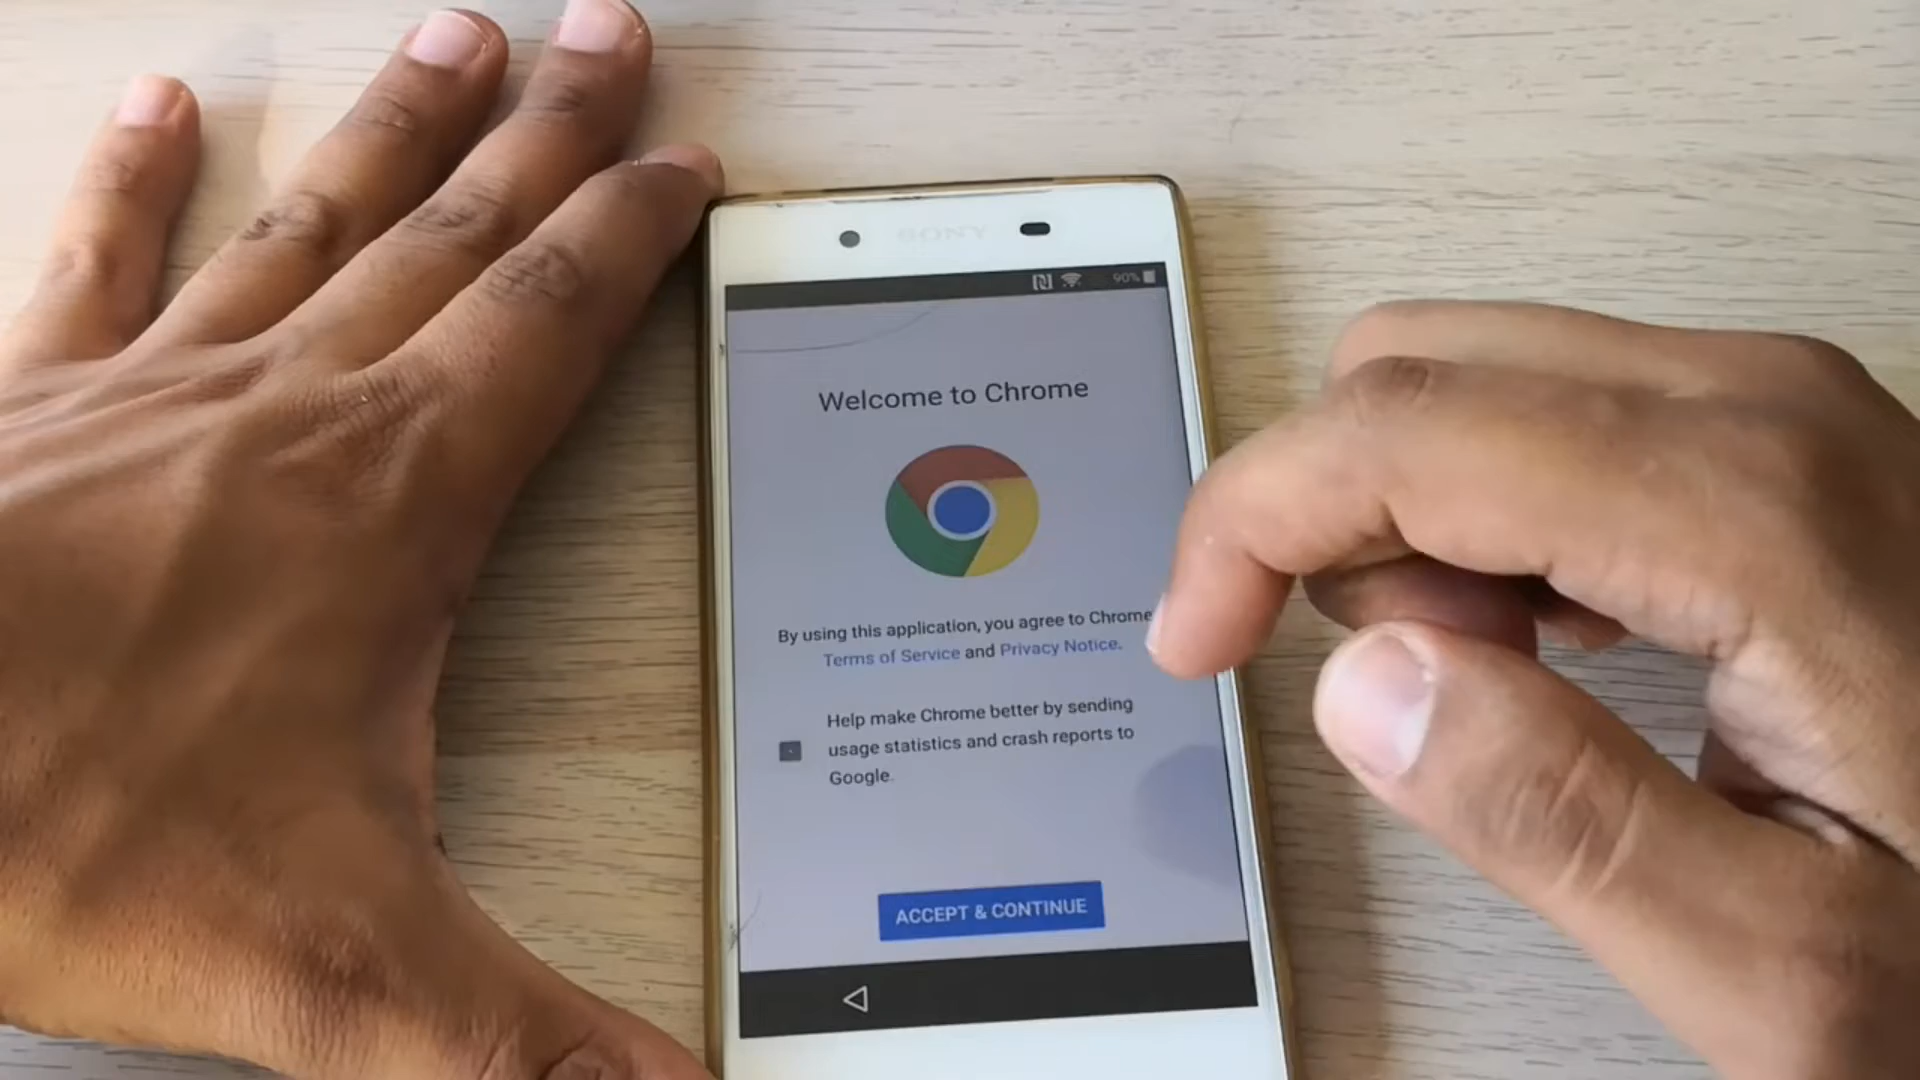 SONY
90%
Welcome to Chrome
By using this application, you agree to Chrome
Terms of Service and Privacy Notice.
Help make Chrome better by sending
usage statistics and crash reports to
Google.
ACCEPT & CONTINUE